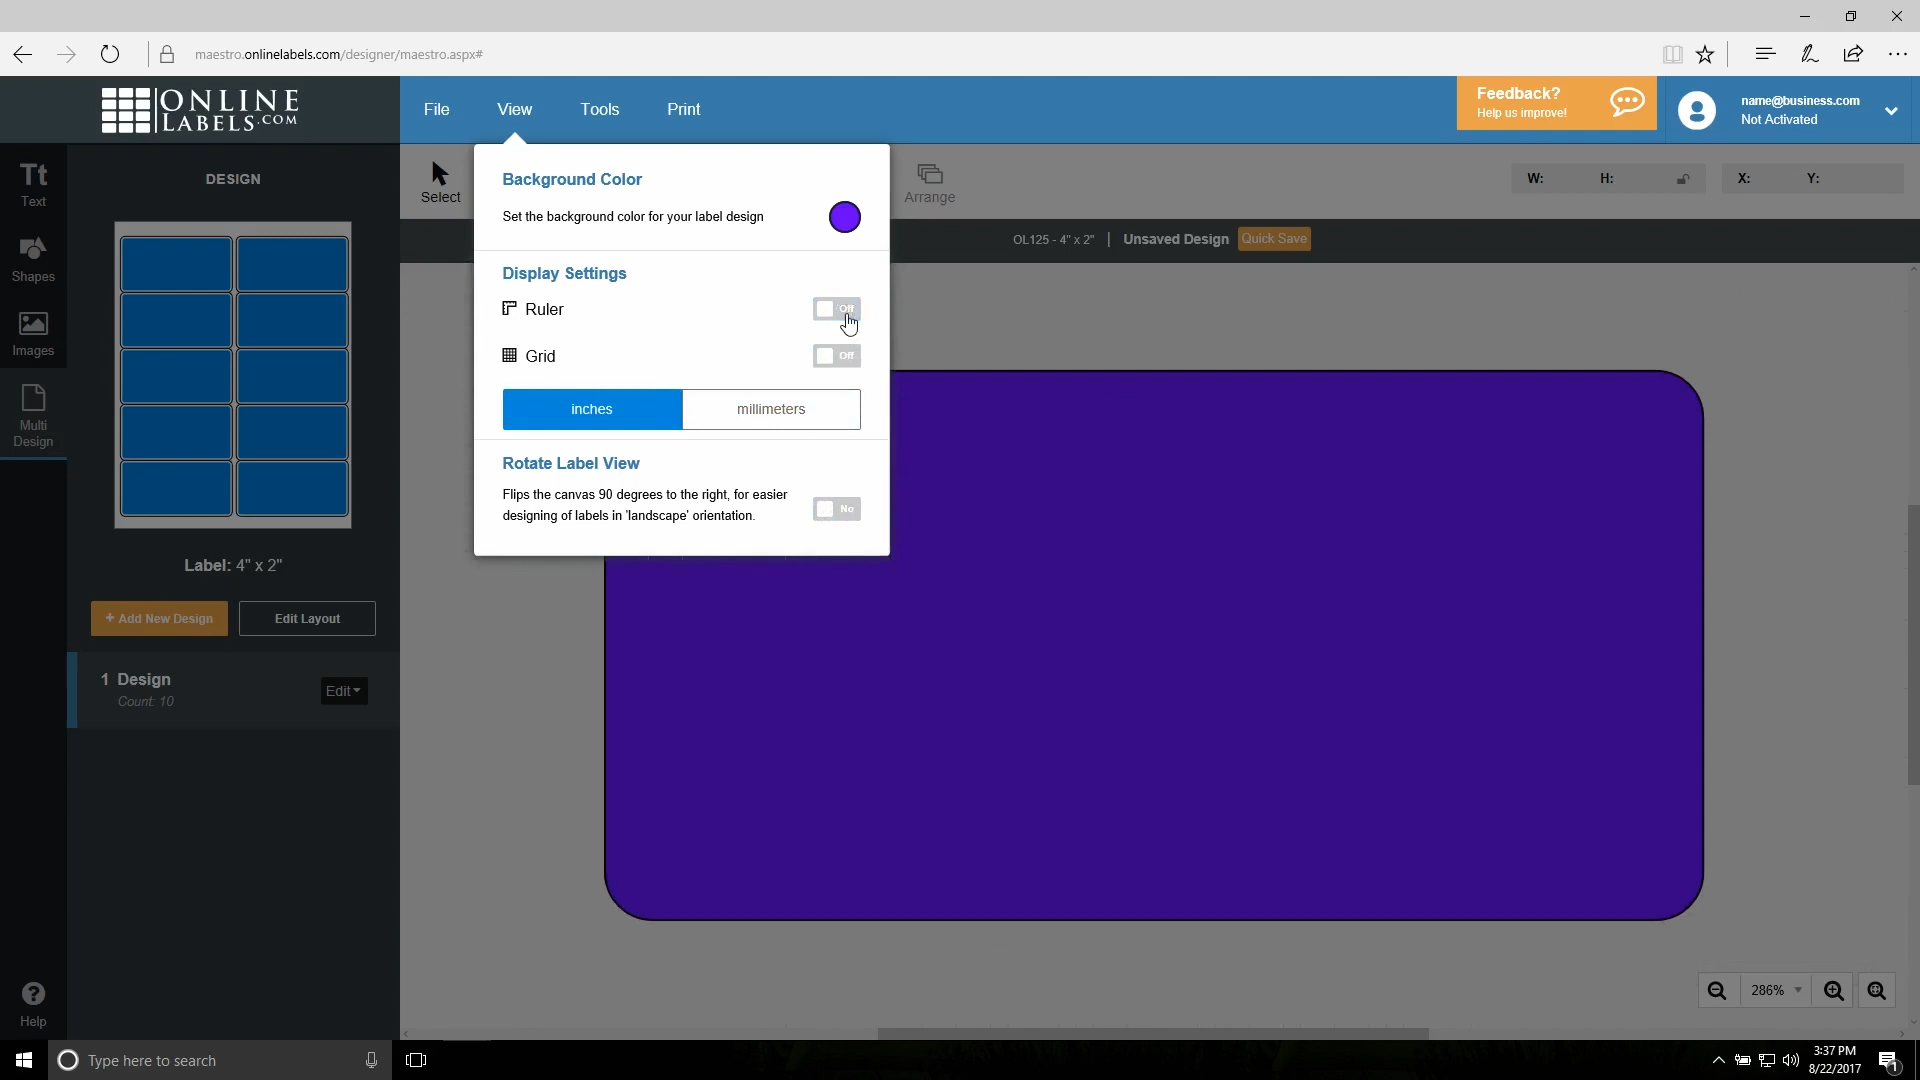 maestro.onlinelabels.com/designer/maestro.aspx#
ONLINE
LABELS.COM
File
View
Tools
Print
Feedback?
Help us improve!
name@business.com
Not Activated
Tt
Text
Shapes
Images
Multi
Design
Help
DESIGN
Label: 4" x 2"
+ Add New Design
Edit Layout
1 Design
Count: 10
Edit
Select
Arrange
W:
H:
X:
Y:
OL125 - 4" x 2" | Unsaved Design
Quick Save
Background Color
Set the background color for your label design
Display Settings
Ruler
Off
Grid
Off
inches
millimeters
Rotate Label View
Flips the canvas 90 degrees to the right, for easier
designing of labels in 'landscape' orientation.
No
286%
Type here to search
3:37 PM
8/22/2017
1